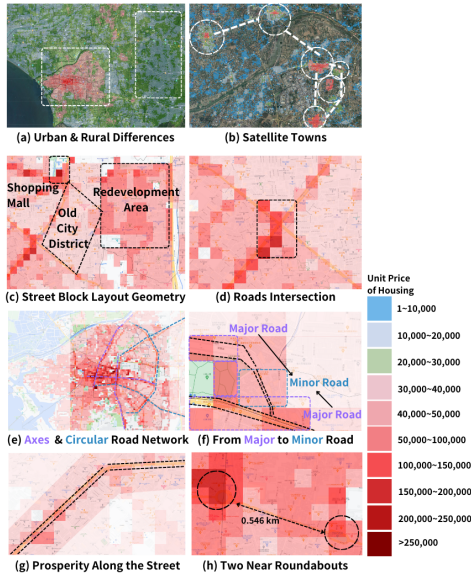 (a) Urban & Rural Differences
(b) Satellite Towns
Shopping
Mall
Old
City
District
Redevelopment
Area
(c) Street Block Layout Geometry
(d) Roads Intersection
Unit Price
of Housing
1~10,000
10,000~20,000
20,000~30,000
30,000~40,000
40,000~50,000
50,000~100,000
100,000~150,000
150,000~200,000
200,000~250,000
>250,000
Major Road
Minor Road
Major Road
(e) Axes & Circular Road Network
(f) From Major to Minor Road
0.546 km
(g) Prosperity Along the Street
(h) Two Near Roundabouts